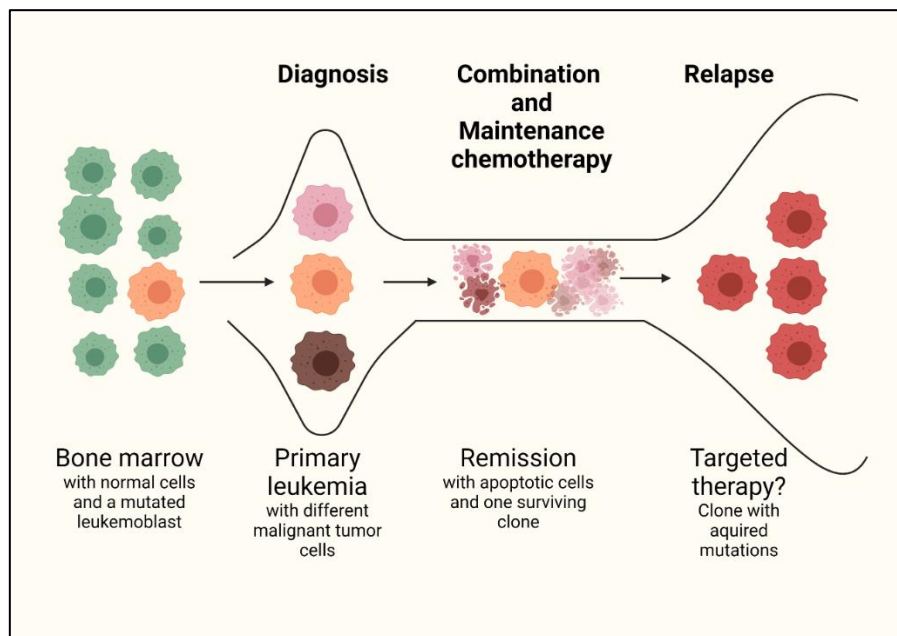 Diagnosis
Combination
and
Maintenance
chemotherapy
Relapse
Bone marrow
with normal cells
and a mutated
leukemoblast
Primary
leukemia
with different
malignant tumor
cells
Remission
with apoptotic cells
and one surviving
clone
Targeted
therapy?
Clone with
aquired
mutations